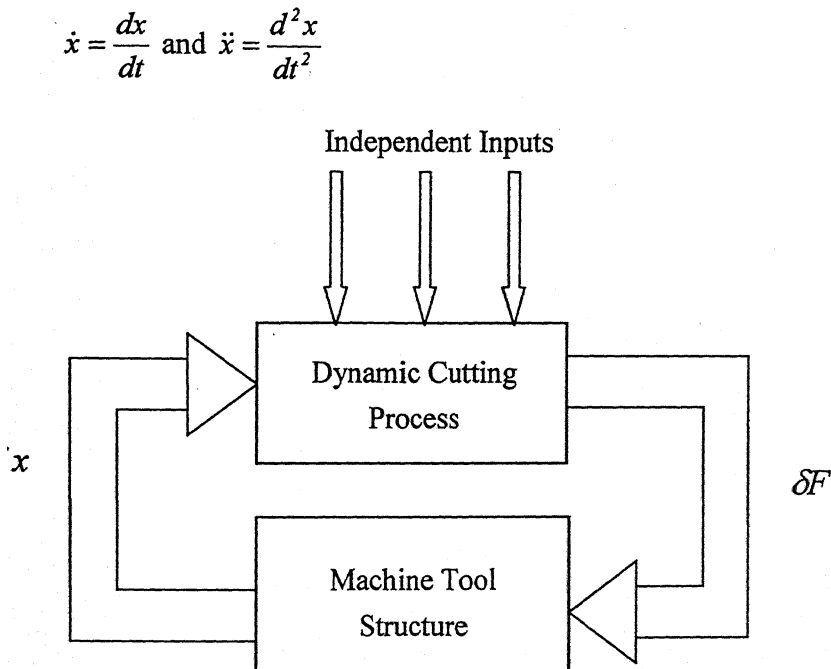 ẋ = dx/dt and ẍ = d²x/dt²
Independent Inputs
Dynamic Cutting
Process
x
δF
Machine Tool
Structure